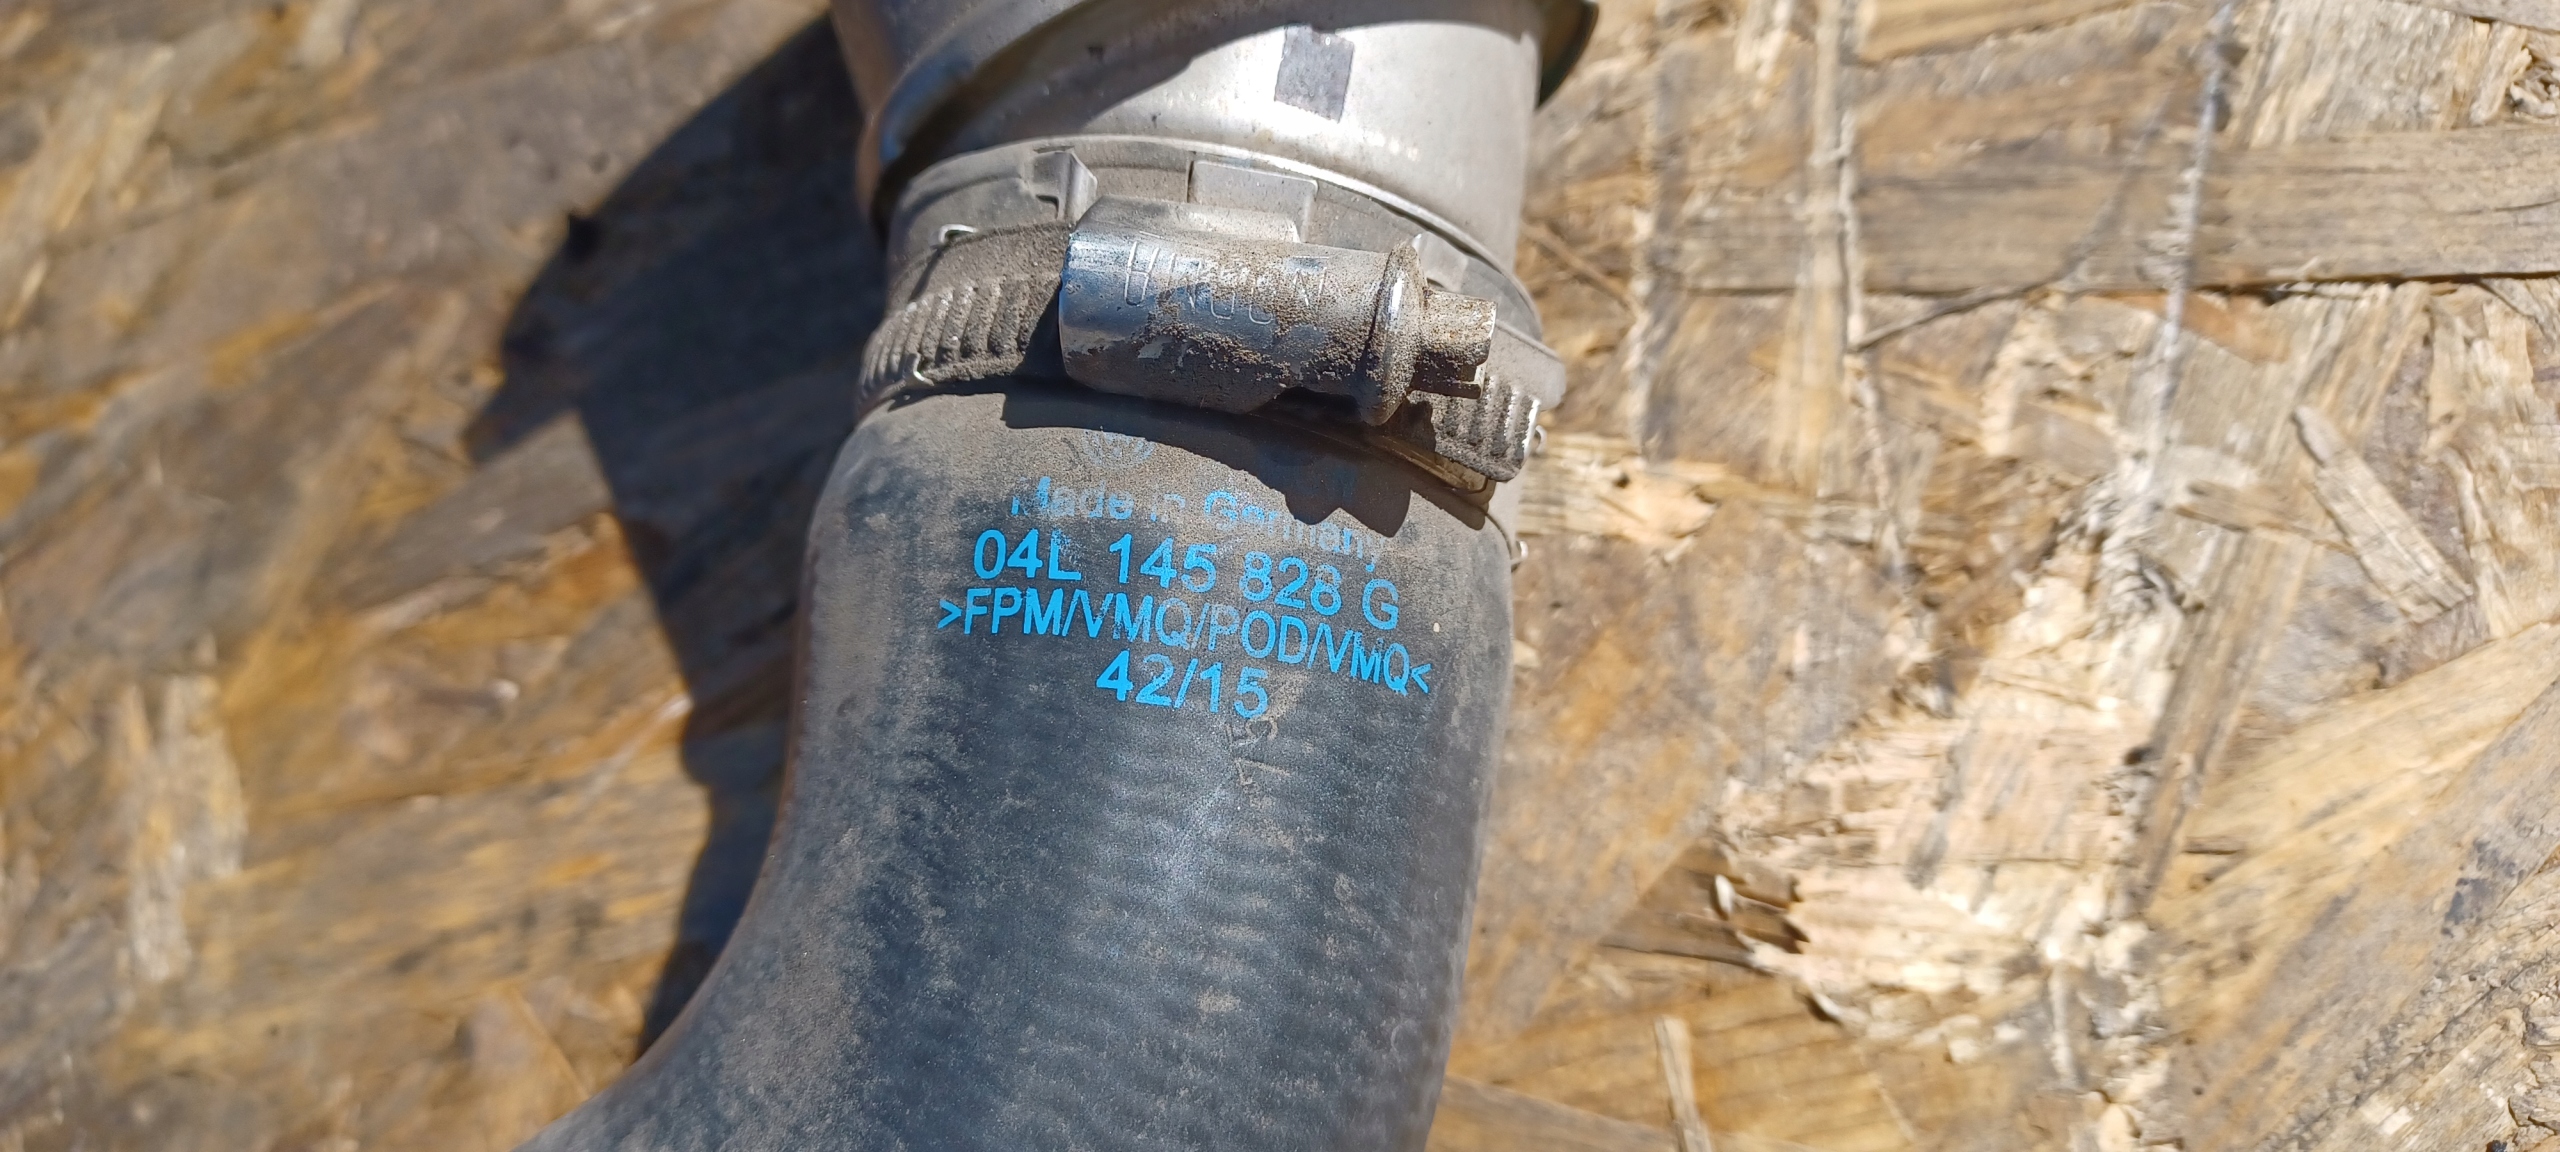 Made in Germany
04L 145 828 G
>FPM/VMQ/POD/VMQ<
42/15